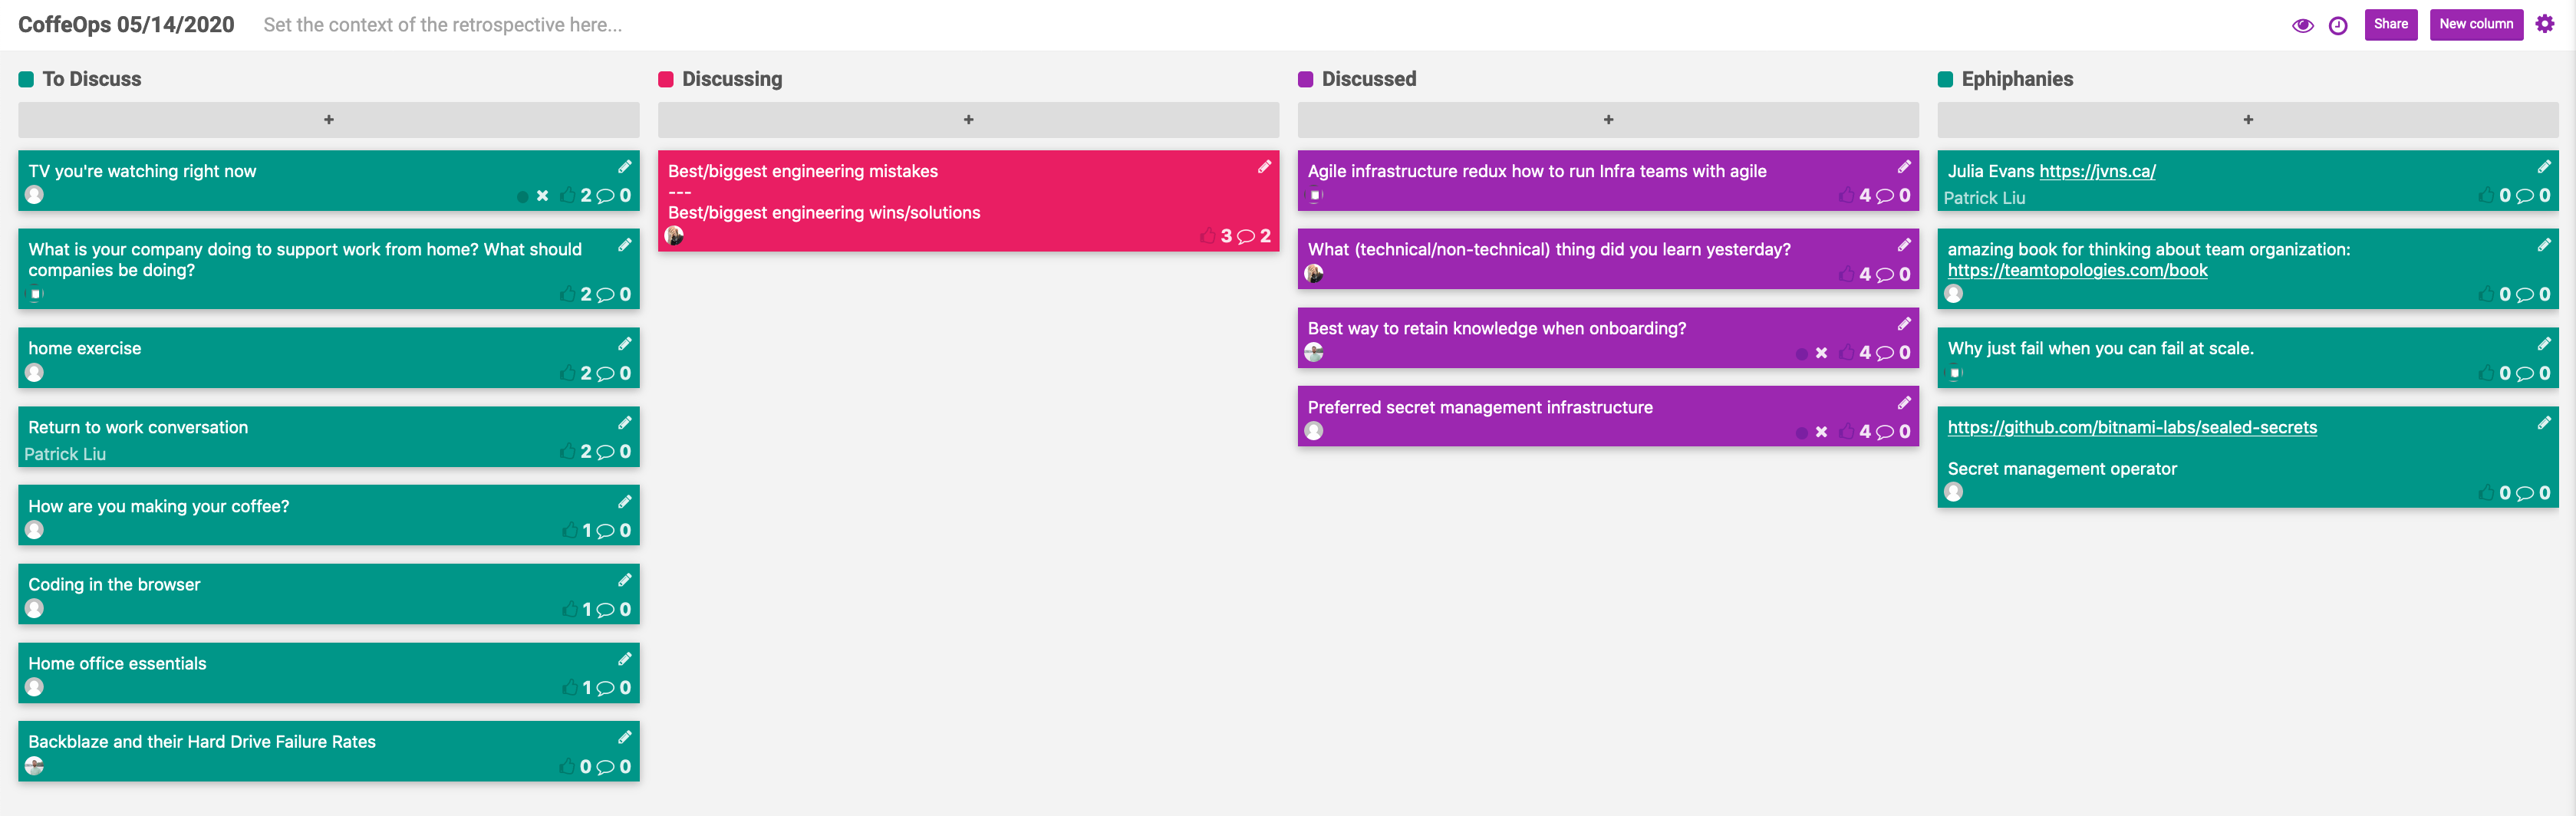 CoffeOps 05/14/2020
Set the context of the retrospective here...
Share
New column
To Discuss
+
TV you're watching right now
2 0
What is your company doing to support work from home? What should
companies be doing?
2 0
home exercise
2 0
Return to work conversation
Patrick Liu
2 0
How are you making your coffee?
1 0
Coding in the browser
1 0
Home office essentials
1 0
Backblaze and their Hard Drive Failure Rates
0 0
Discussing
+
Best/biggest engineering mistakes
---
Best/biggest engineering wins/solutions
3 2
Discussed
+
Agile infrastructure redux how to run Infra teams with agile
4 0
What (technical/non-technical) thing did you learn yesterday?
4 0
Best way to retain knowledge when onboarding?
4 0
Preferred secret management infrastructure
4 0
Ephiphanies
+
Julia Evans https://jvns.ca/
Patrick Liu
0 0
amazing book for thinking about team organization:
https://teamtopologies.com/book
0 0
Why just fail when you can fail at scale.
0 0
https://github.com/bitnami-labs/sealed-secrets
Secret management operator
0 0